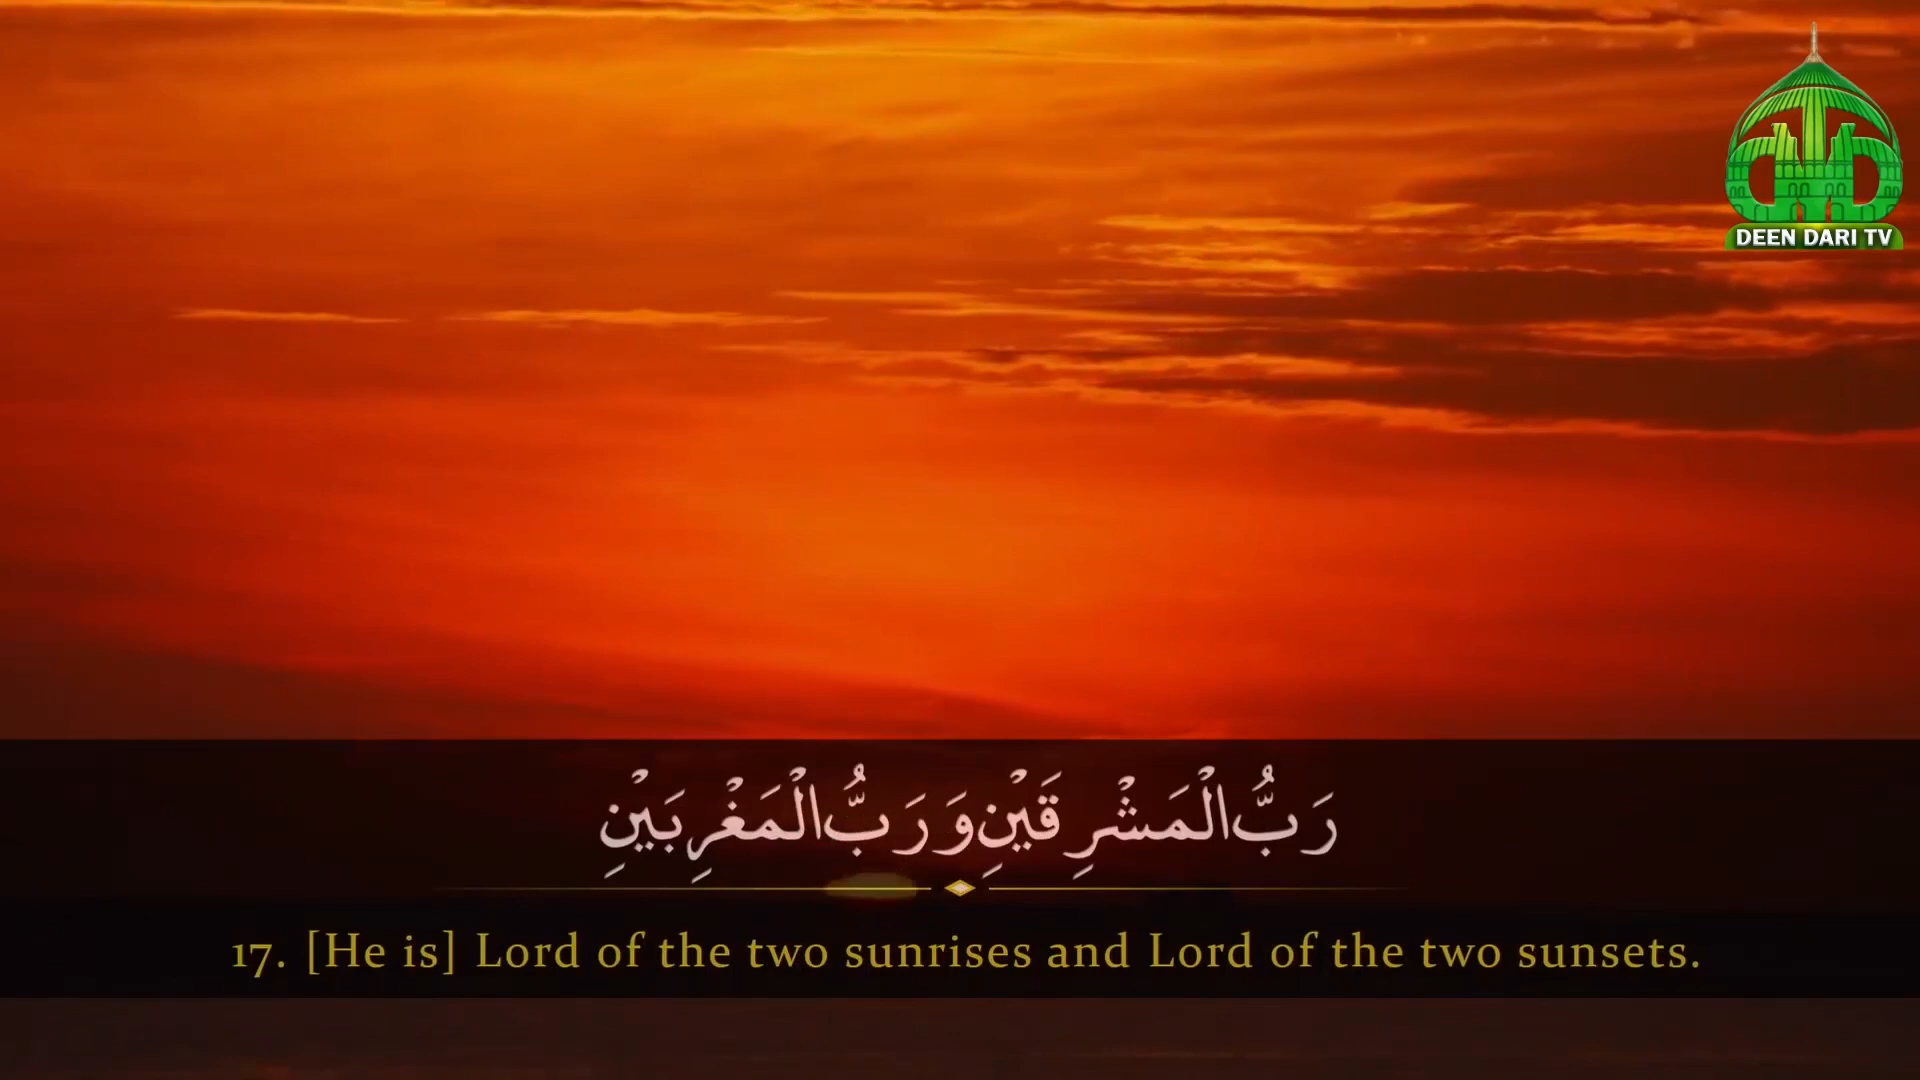 DEEN DARI TV
رَبُّ الْمَشْرِقَيْنِ وَرَبُّ الْمَغْرِبَيْنِ
17. [He is] Lord of the two sunrises and Lord of the two sunsets.